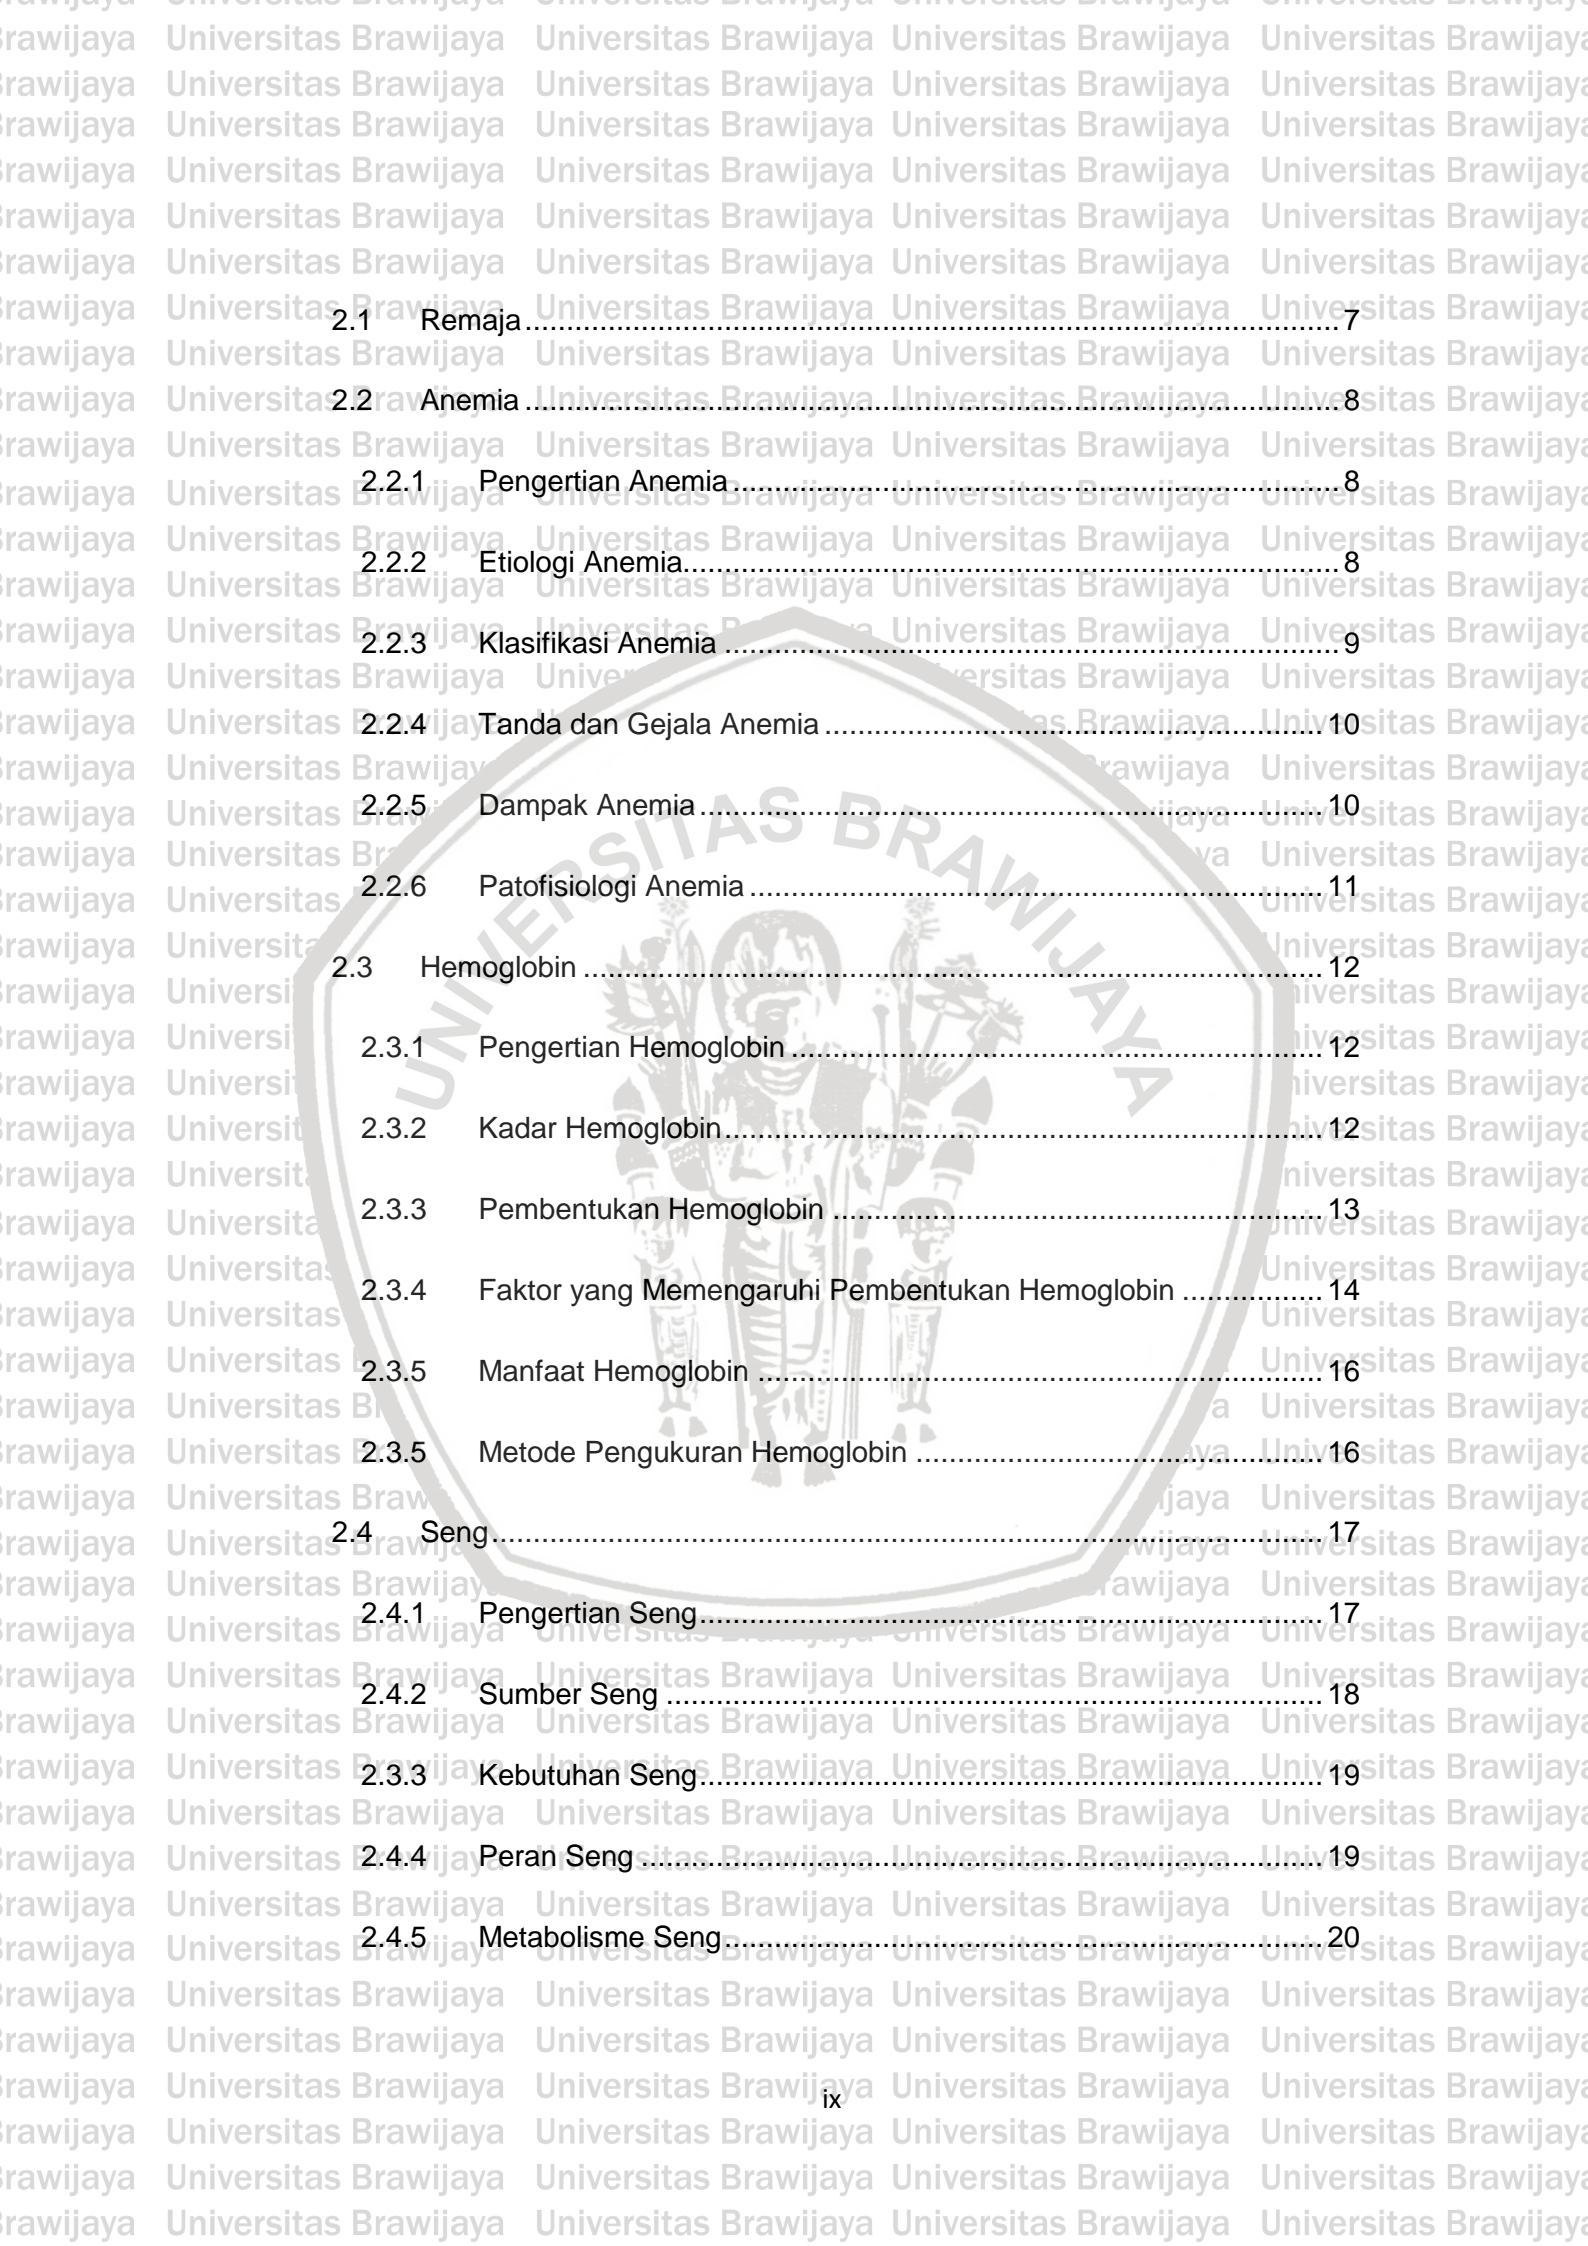 2.1 Remaja 7
2.2 Anemia 8
2.2.1 Pengertian Anemia 8
2.2.2 Etiologi Anemia 8
2.2.3 Klasifikasi Anemia 9
2.2.4 Tanda dan Gejala Anemia 10
2.2.5 Dampak Anemia 10
2.2.6 Patofisiologi Anemia 11
2.3 Hemoglobin 12
2.3.1 Pengertian Hemoglobin 12
2.3.2 Kadar Hemoglobin 12
2.3.3 Pembentukan Hemoglobin 13
2.3.4 Faktor yang Memengaruhi Pembentukan Hemoglobin 14
2.3.5 Manfaat Hemoglobin 16
2.3.5 Metode Pengukuran Hemoglobin 16
2.4 Seng 17
2.4.1 Pengertian Seng 17
2.4.2 Sumber Seng 18
2.3.3 Kebutuhan Seng 19
2.4.4 Peran Seng 19
2.4.5 Metabolisme Seng 20
ix
UNIVERSITAS BRAWIJAYA